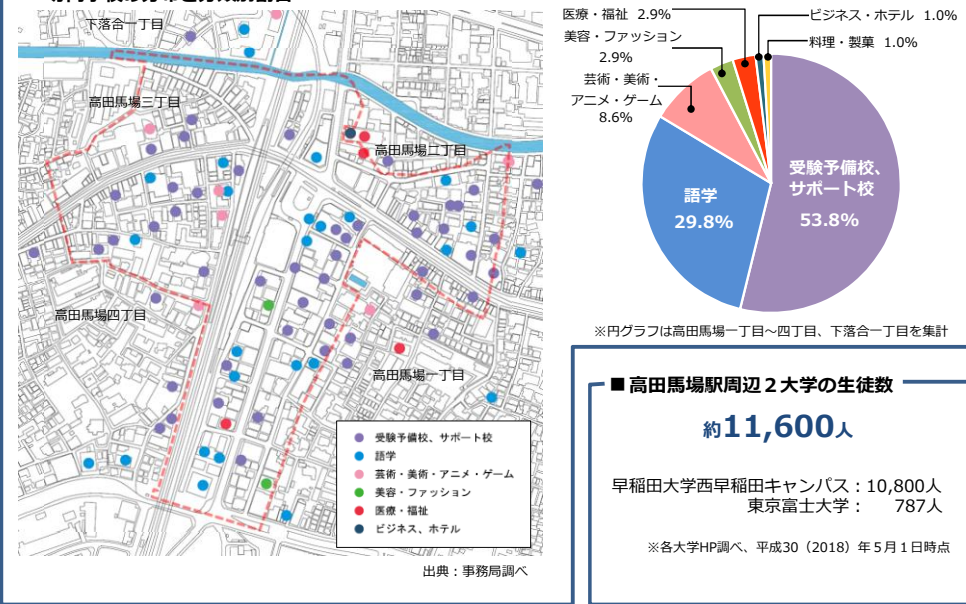 下落合一丁目
高田馬場三丁目
高田馬場二丁目
高田馬場四丁目
高田馬場一丁目
受験予備校、サポート校
語学
芸術・美術・アニメ・ゲーム
美容・ファッション
医療・福祉
ビジネス、ホテル
出典：事務局調べ
医療・福祉 2.9%
美容・ファッション
2.9%
芸術・美術・
アニメ・ゲーム
8.6%
ビジネス・ホテル 1.0%
料理・製菓 1.0%
語学
29.8%
受験予備校、
サポート校
53.8%
※円グラフは高田馬場一丁目～四丁目、下落合一丁目を集計
■高田馬場駅周辺２大学の生徒数
約11,600人
早稲田大学西早稲田キャンパス：10,800人
東京富士大学： 787人
※各大学HP調べ、平成30（2018）年５月１日時点